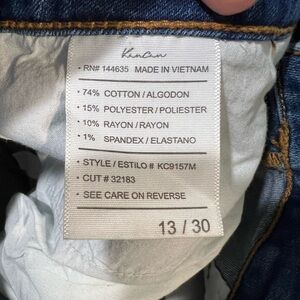 KanCan
• RN# 144635 MADE IN VIETNAM
• 74% COTTON / ALGODON
• 15% POLYESTER / POLIESTER
10% RAYON / RAYON
• 1% SPANDEX / ELASTANO
• STYLE / ESTILO # KC9157M
• CUT # 32183
• SEE CARE ON REVERSE
13 / 30